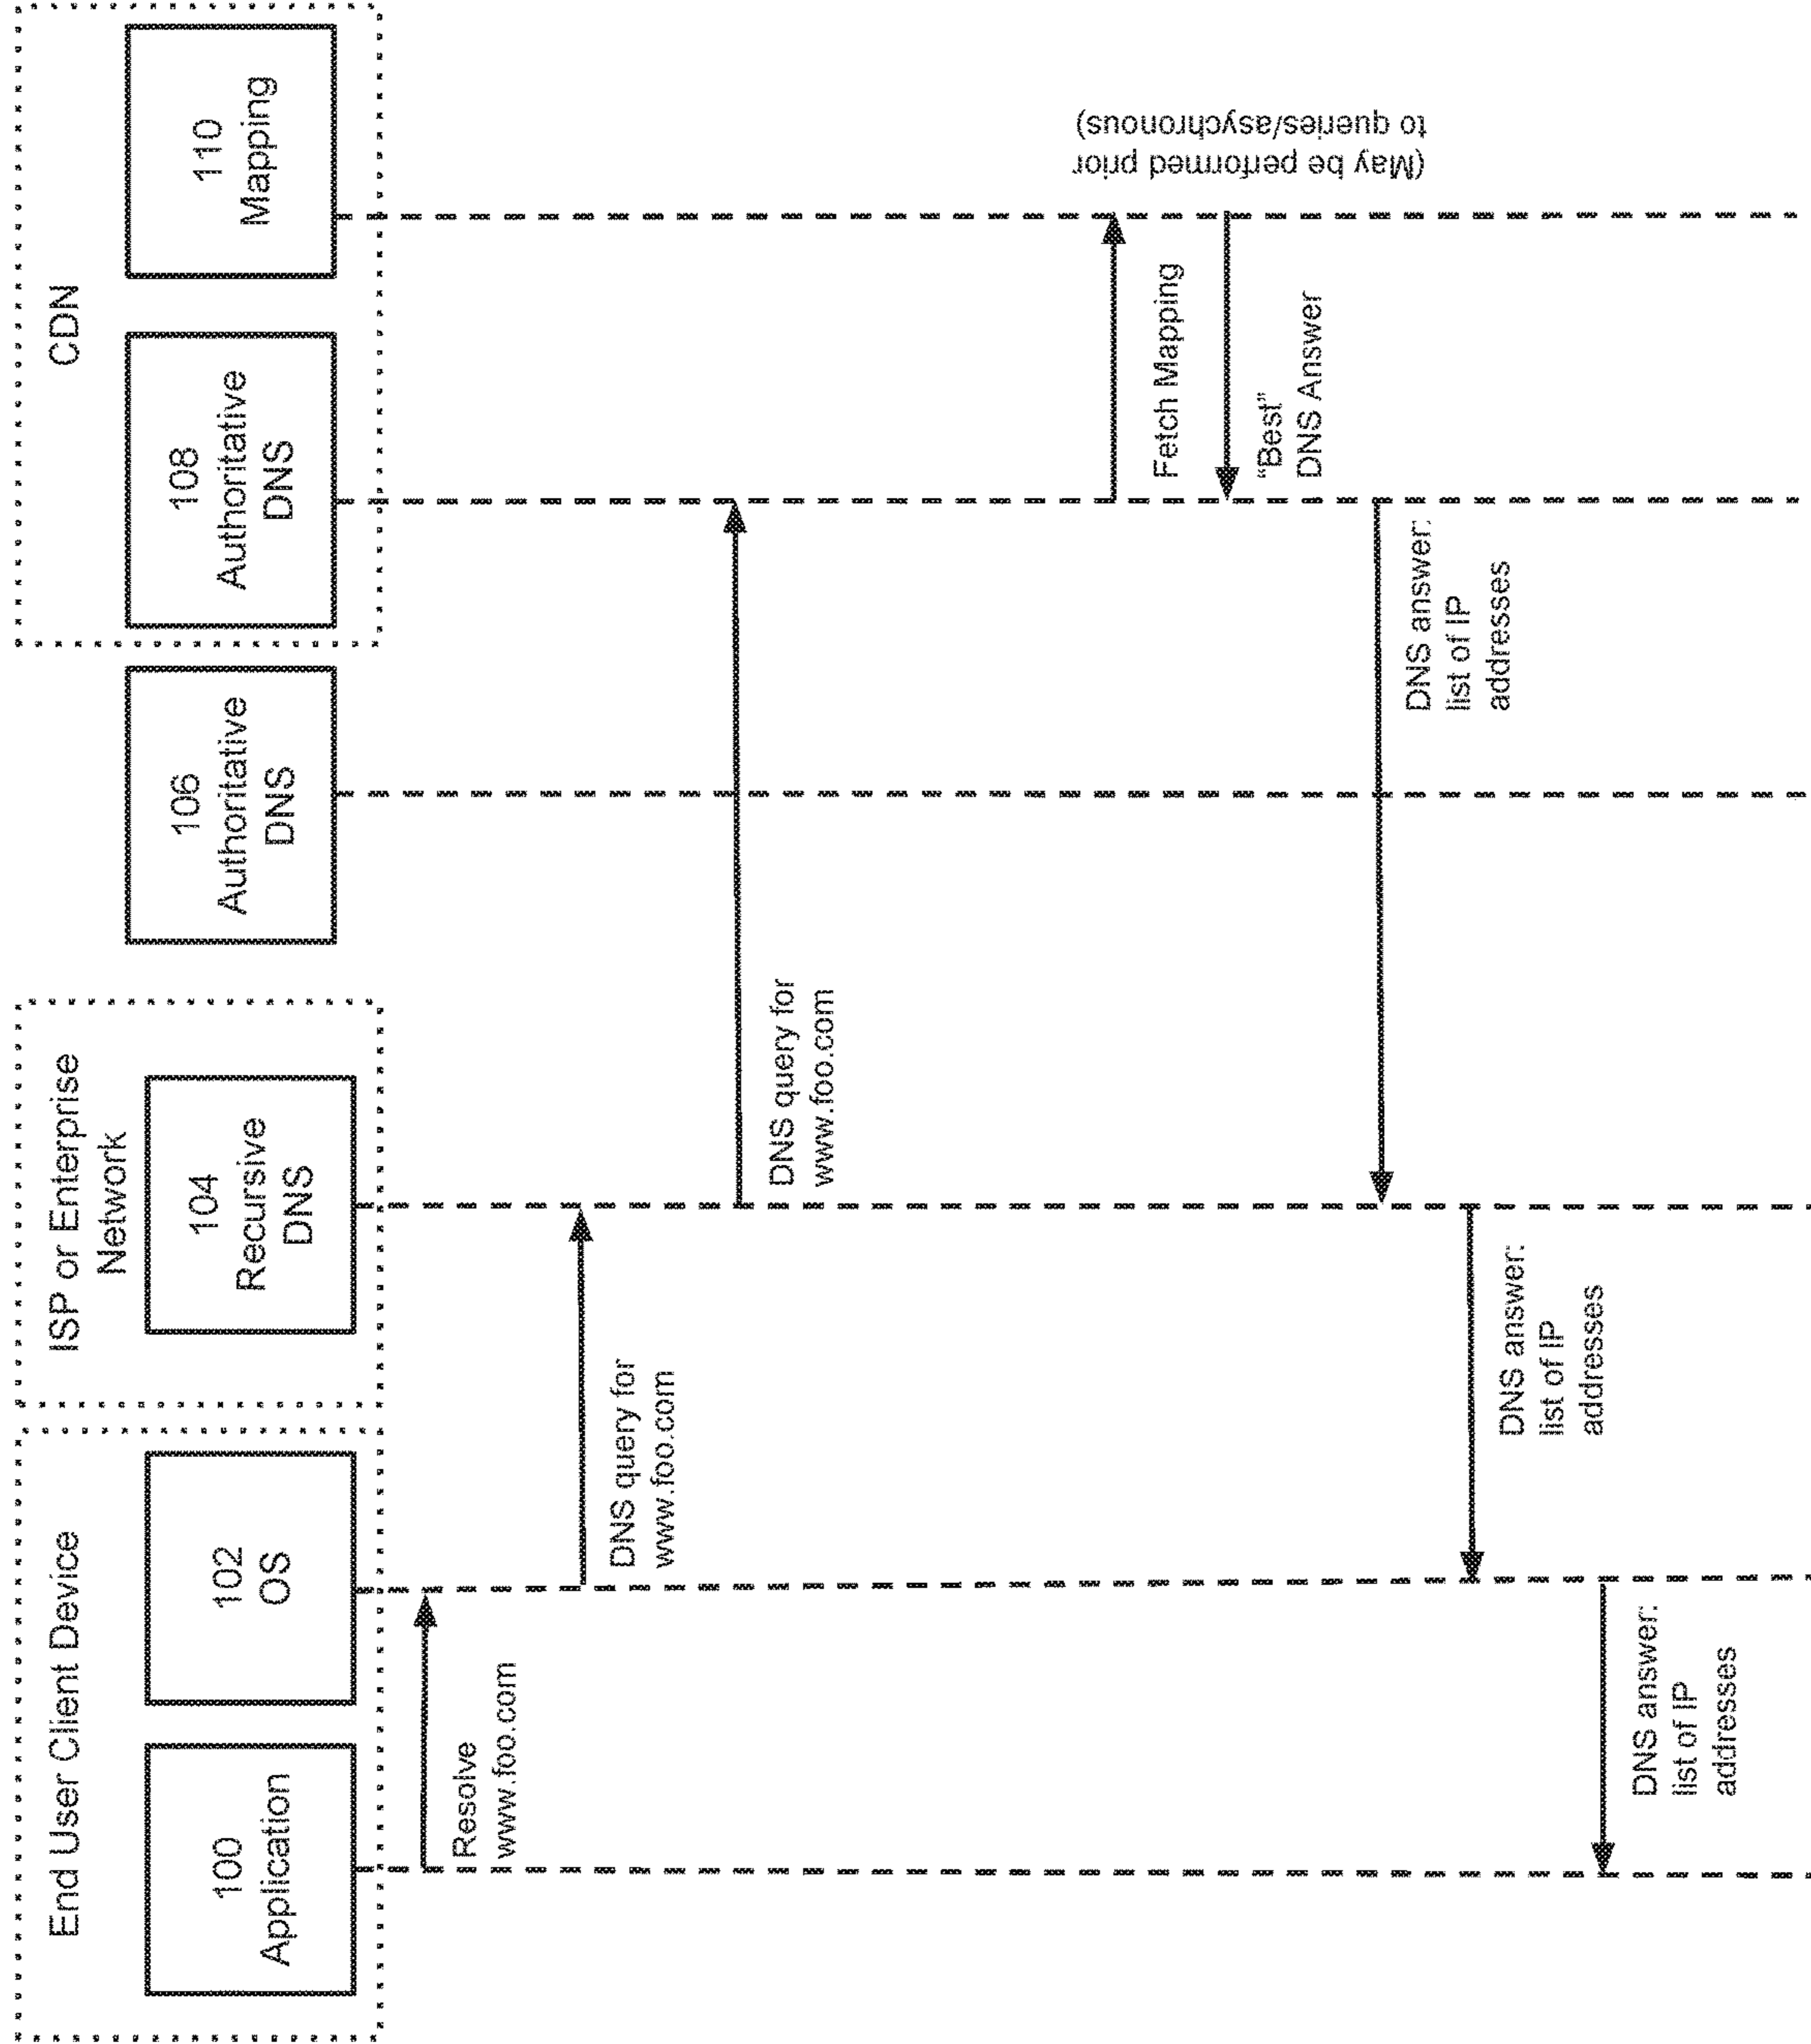 End User Client Device
100
Application
102
OS
ISP or Enterprise
Network
104
Recursive
DNS
106
Authoritative
DNS
CDN
108
Authoritative
DNS
110
Mapping
Resolve
www.foo.com
DNS query for
www.foo.com
DNS query for
www.foo.com
Fetch Mapping
(May be performed prior
to queries/asychronous)
"Best"
DNS Answer
DNS answer:
list of IP
addresses
DNS answer:
list of IP
addresses
DNS answer:
list of IP
addresses